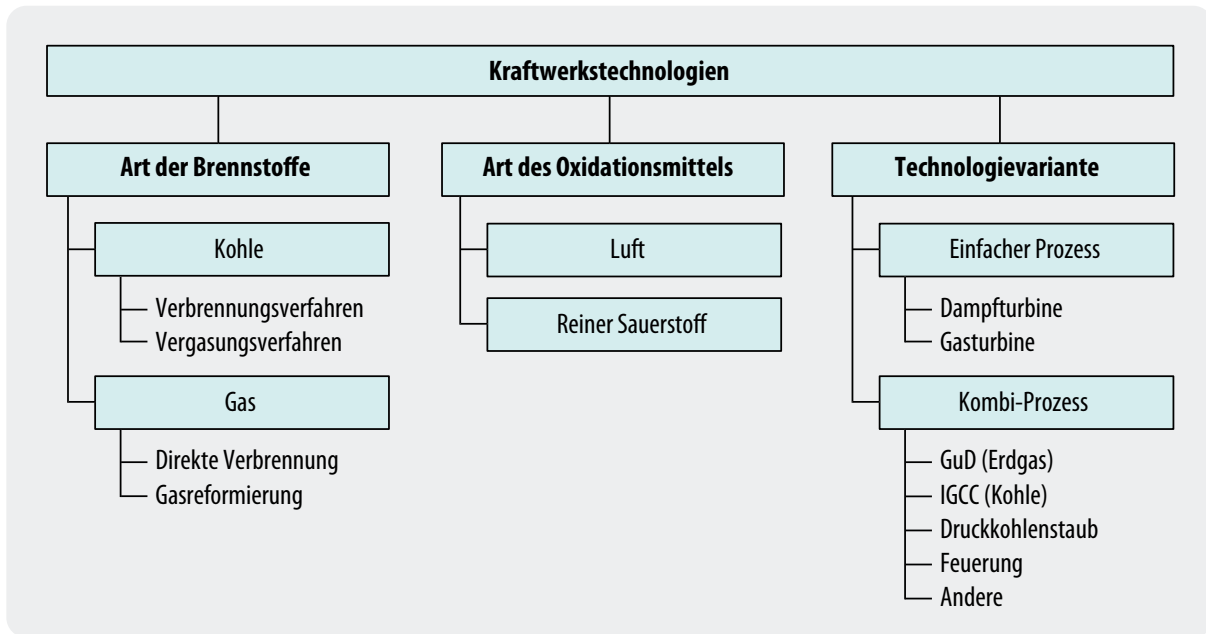 Kraftwerkstechnologien
Art der Brennstoffe
Kohle
Verbrennungsverfahren
Vergasungsverfahren
Gas
Direkte Verbrennung
Gasreformierung
Art des Oxidationsmittels
Luft
Reiner Sauerstoff
Technologievariante
Einfacher Prozess
Dampfturbine
Gasturbine
Kombi-Prozess
GuD (Erdgas)
IGCC (Kohle)
Druckkohlenstaub
Feuerung
Andere